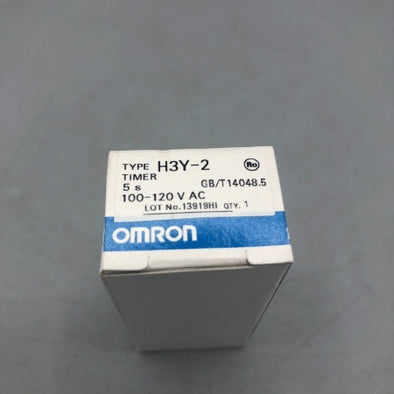 TYPE H3Y-2
TIMER
5 s GB/T14048.5
100-120 V AC
LOT No.13919HI QTY. 1
OMRON